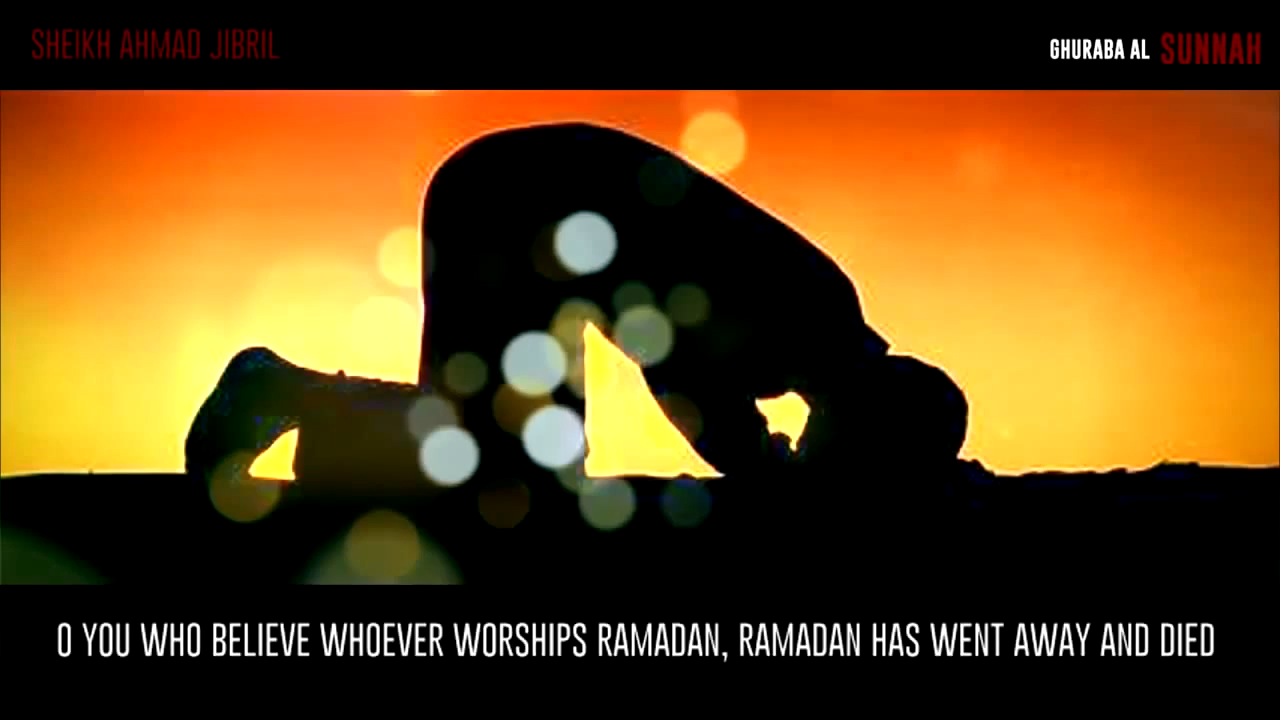 SHEIKH AHMAD JIBRIL
GHURABA AL SUNNAH
O YOU WHO BELIEVE WHOEVER WORSHIPS RAMADAN, RAMADAN HAS WENT AWAY AND DIED